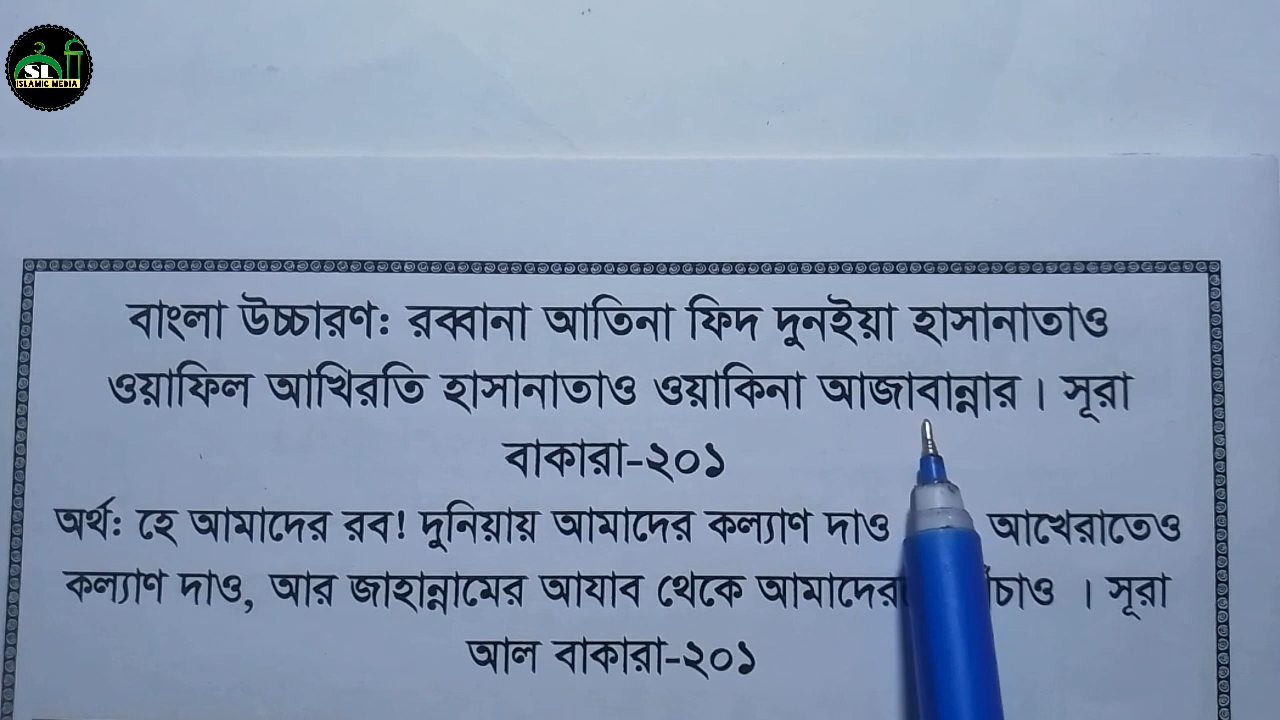 SL
ISLAMIC MEDIA
বাংলা উচ্চারণ: রব্বানা আতিনা ফিদ দুনইয়া হাসানাতাও
ওয়াফিল আখিরতি হাসানাতাও ওয়াকিনা আজাবান্নার । সূরা
বাকারা-২০১
অর্থ: হে আমাদের রব! দুনিয়ায় আমাদের কল্যাণ দাও আখেরাতেও
কল্যাণ দাও, আর জাহান্নামের আযাব থেকে আমাদের । সূরা
আল বাকারা-২০১